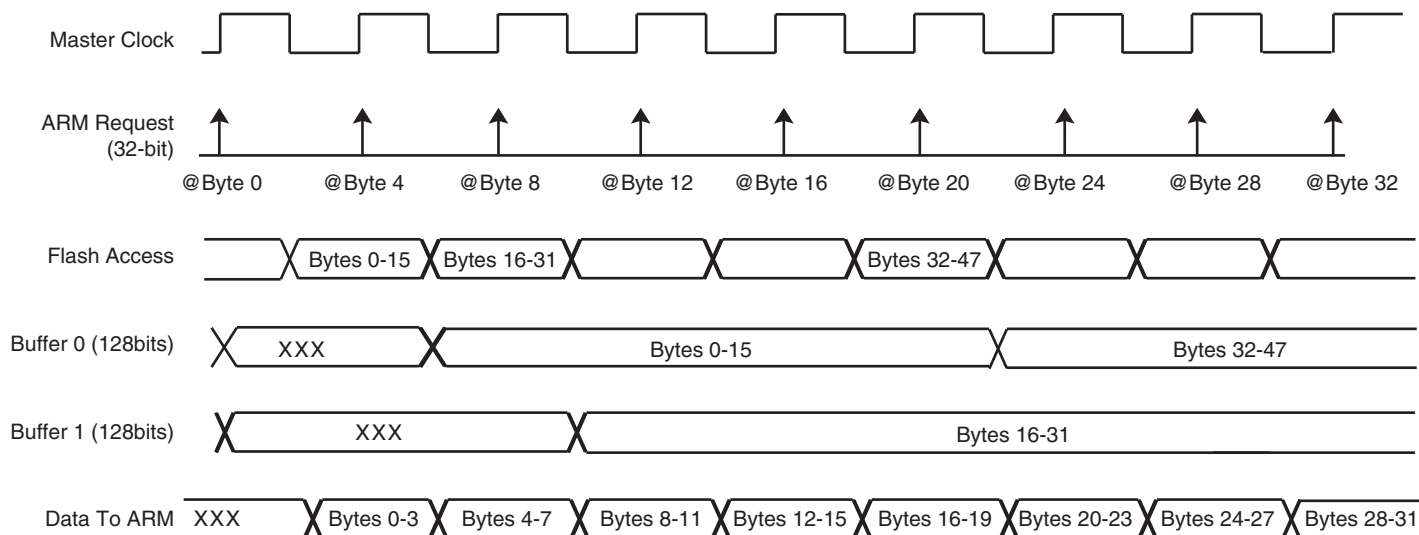 Master Clock
ARM Request
(32-bit)
@Byte 0 @Byte 4 @Byte 8 @Byte 12 @Byte 16 @Byte 20 @Byte 24 @Byte 28 @Byte 32
Flash Access Bytes 0-15 Bytes 16-31 Bytes 32-47
Buffer 0 (128bits) XXX Bytes 0-15 Bytes 32-47
Buffer 1 (128bits) XXX Bytes 16-31
Data To ARM XXX Bytes 0-3 Bytes 4-7 Bytes 8-11 Bytes 12-15 Bytes 16-19 Bytes 20-23 Bytes 24-27 Bytes 28-31